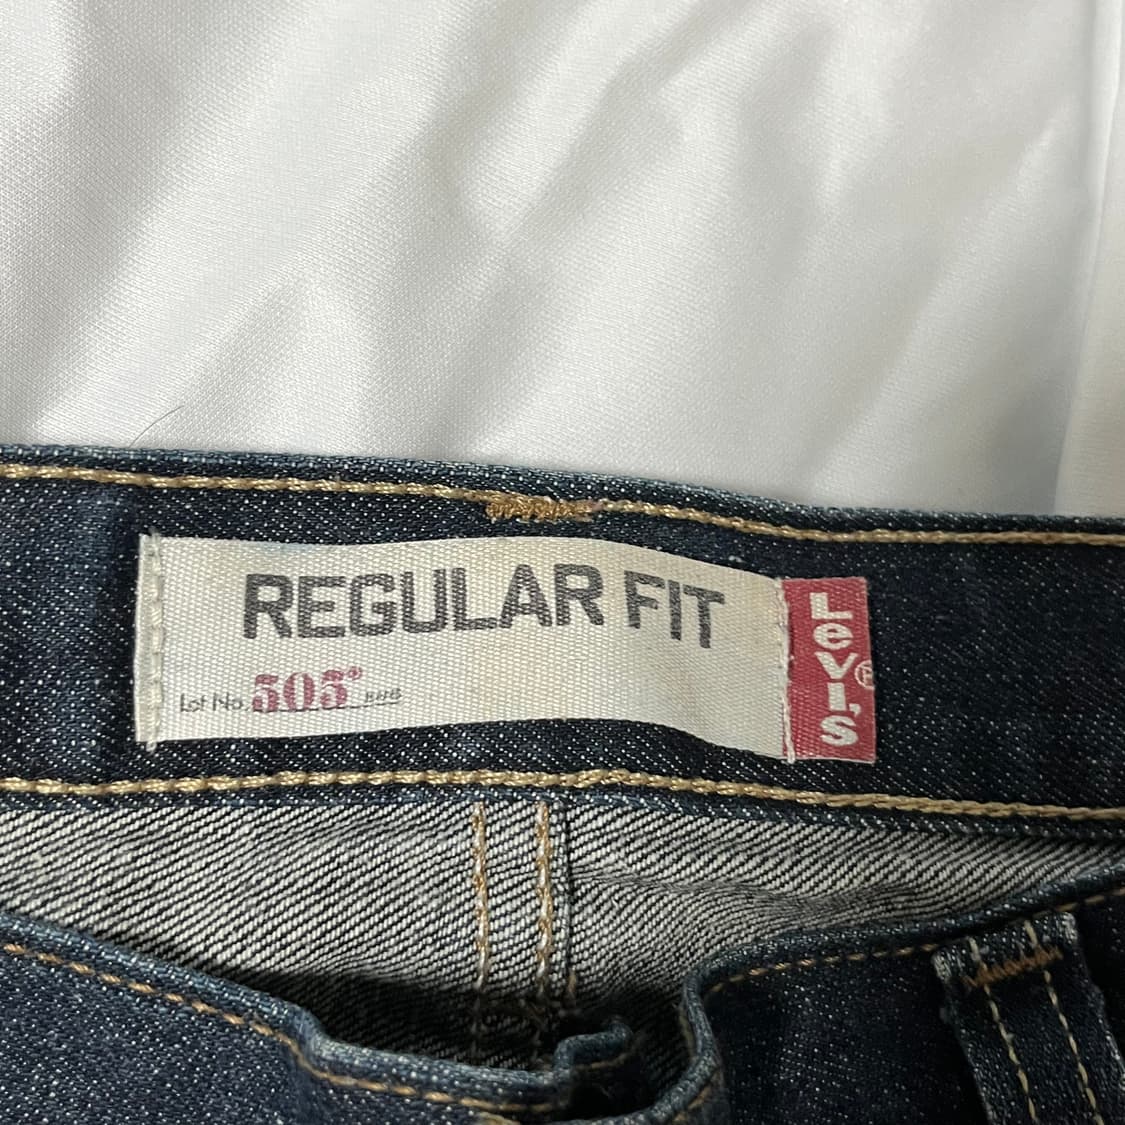 REGULAR FIT
Lot No. 505®
LEVI'S ®